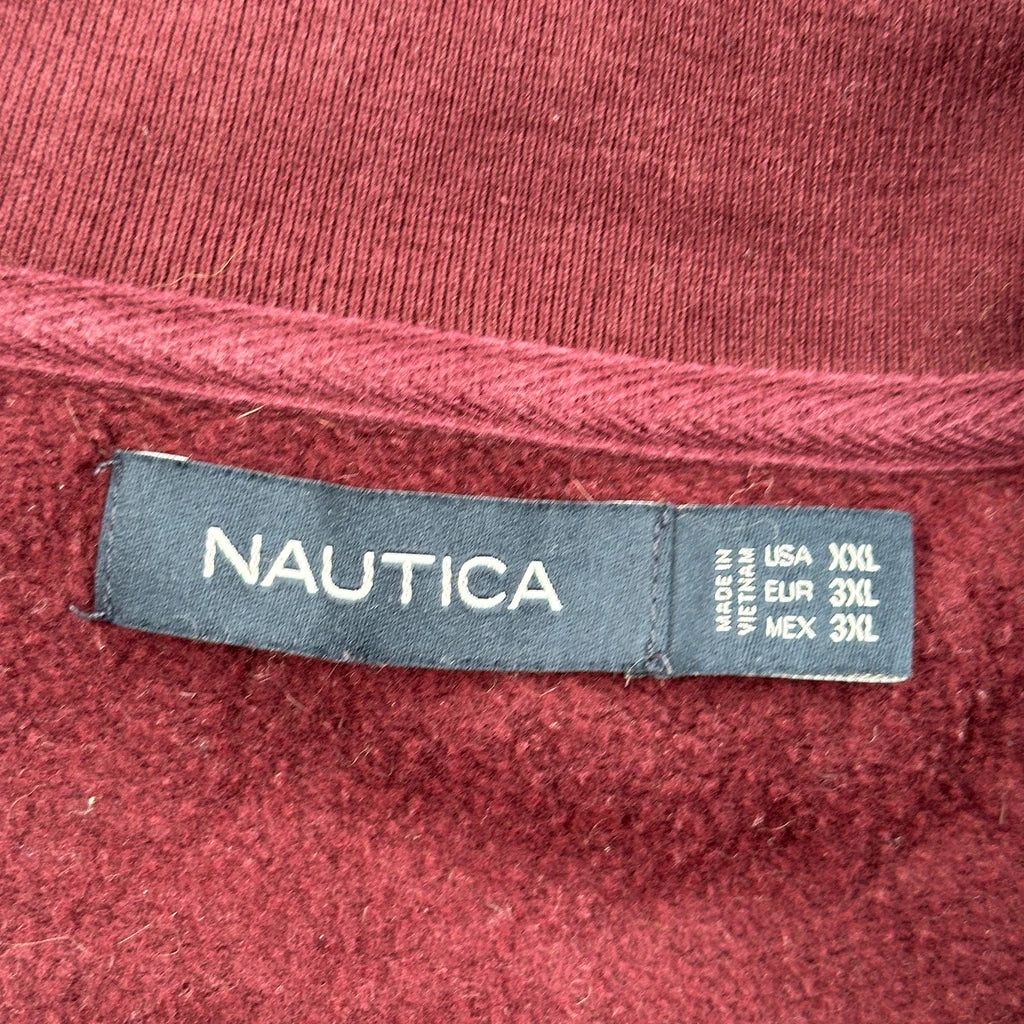 NAUTICA
MADE IN
VIETNAM
USA XXL
EUR 3XL
MEX 3XL